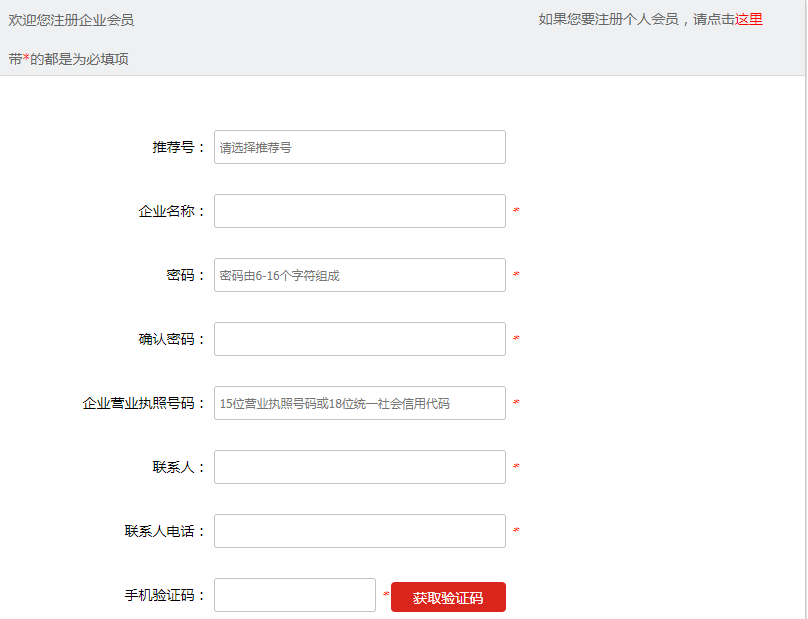 欢迎您注册企业会员
如果您要注册个人会员，请点击这里
带*的都是为必填项
推荐号： 请选择推荐号
企业名称： *
密码： 密码由6-16个字符组成 *
确认密码： *
企业营业执照号码： 15位营业执照号码或18位统一社会信用代码 *
联系人： *
联系人电话： *
手机验证码： * 获取验证码